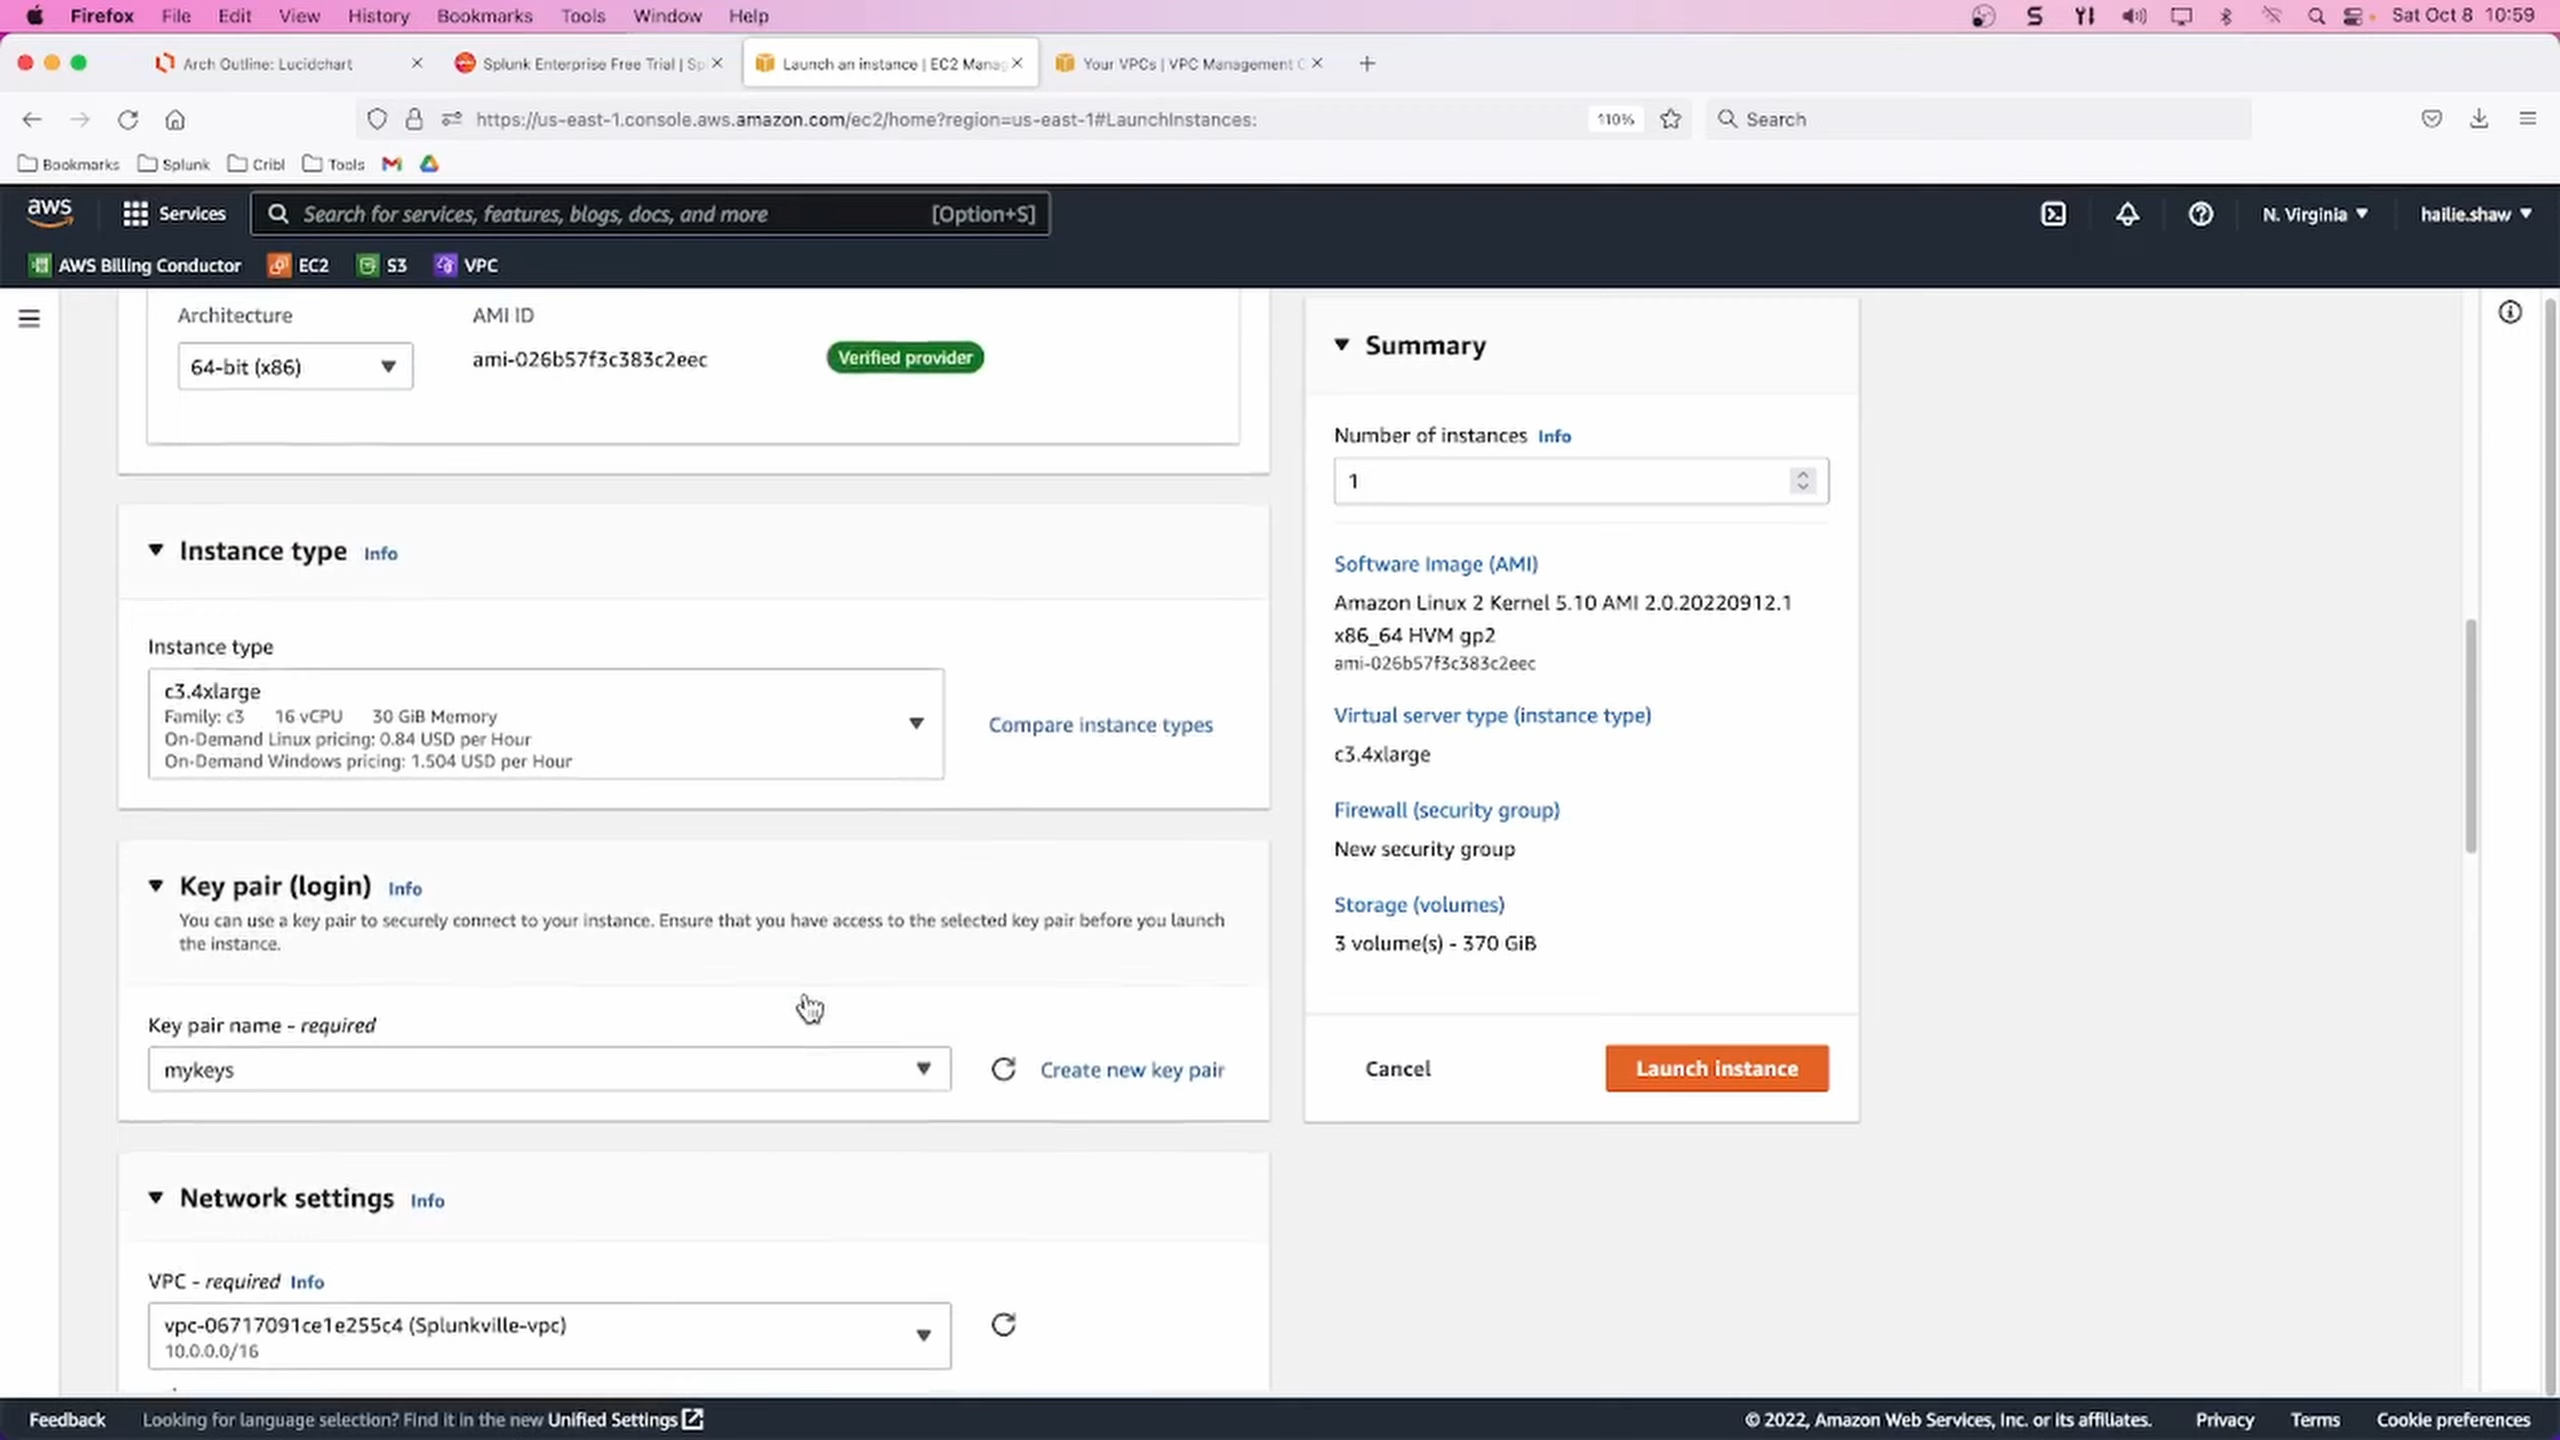 Firefox File Edit View History Bookmarks Tools Window Help
Sat Oct 8 10:59
Arch Outline: Lucidchart
Splunk Enterprise Free Trial | Sp
Launch an instance | EC2 Manag
Your VPCs | VPC Management C
https://us-east-1.console.aws.amazon.com/ec2/home?region=us-east-1#LaunchInstances:
110%
Search
Bookmarks Splunk Cribl Tools
aws
Services
Search for services, features, blogs, docs, and more [Option+S]
N. Virginia
hailie.shaw
AWS Billing Conductor EC2 S3 VPC
Architecture
AMI ID
64-bit (x86)
ami-026b57f3c383c2eec
Verified provider
Instance type Info
Instance type
c3.4xlarge
Family: c3 16 vCPU 30 GiB Memory
On-Demand Linux pricing: 0.84 USD per Hour
On-Demand Windows pricing: 1.504 USD per Hour
Compare instance types
Key pair (login) Info
You can use a key pair to securely connect to your instance. Ensure that you have access to the selected key pair before you launch
the instance.
Key pair name - required
mykeys
Create new key pair
Network settings Info
VPC - required Info
vpc-06717091ce1e255c4 (Splunkville-vpc)
10.0.0.0/16
Summary
Number of instances Info
1
Software Image (AMI)
Amazon Linux 2 Kernel 5.10 AMI 2.0.20220912.1
x86_64 HVM gp2
ami-026b57f3c383c2eec
Virtual server type (instance type)
c3.4xlarge
Firewall (security group)
New security group
Storage (volumes)
3 volume(s) - 370 GiB
Cancel
Launch instance
Feedback
Looking for language selection? Find it in the new Unified Settings
© 2022, Amazon Web Services, Inc. or its affiliates.
Privacy
Terms
Cookie preferences